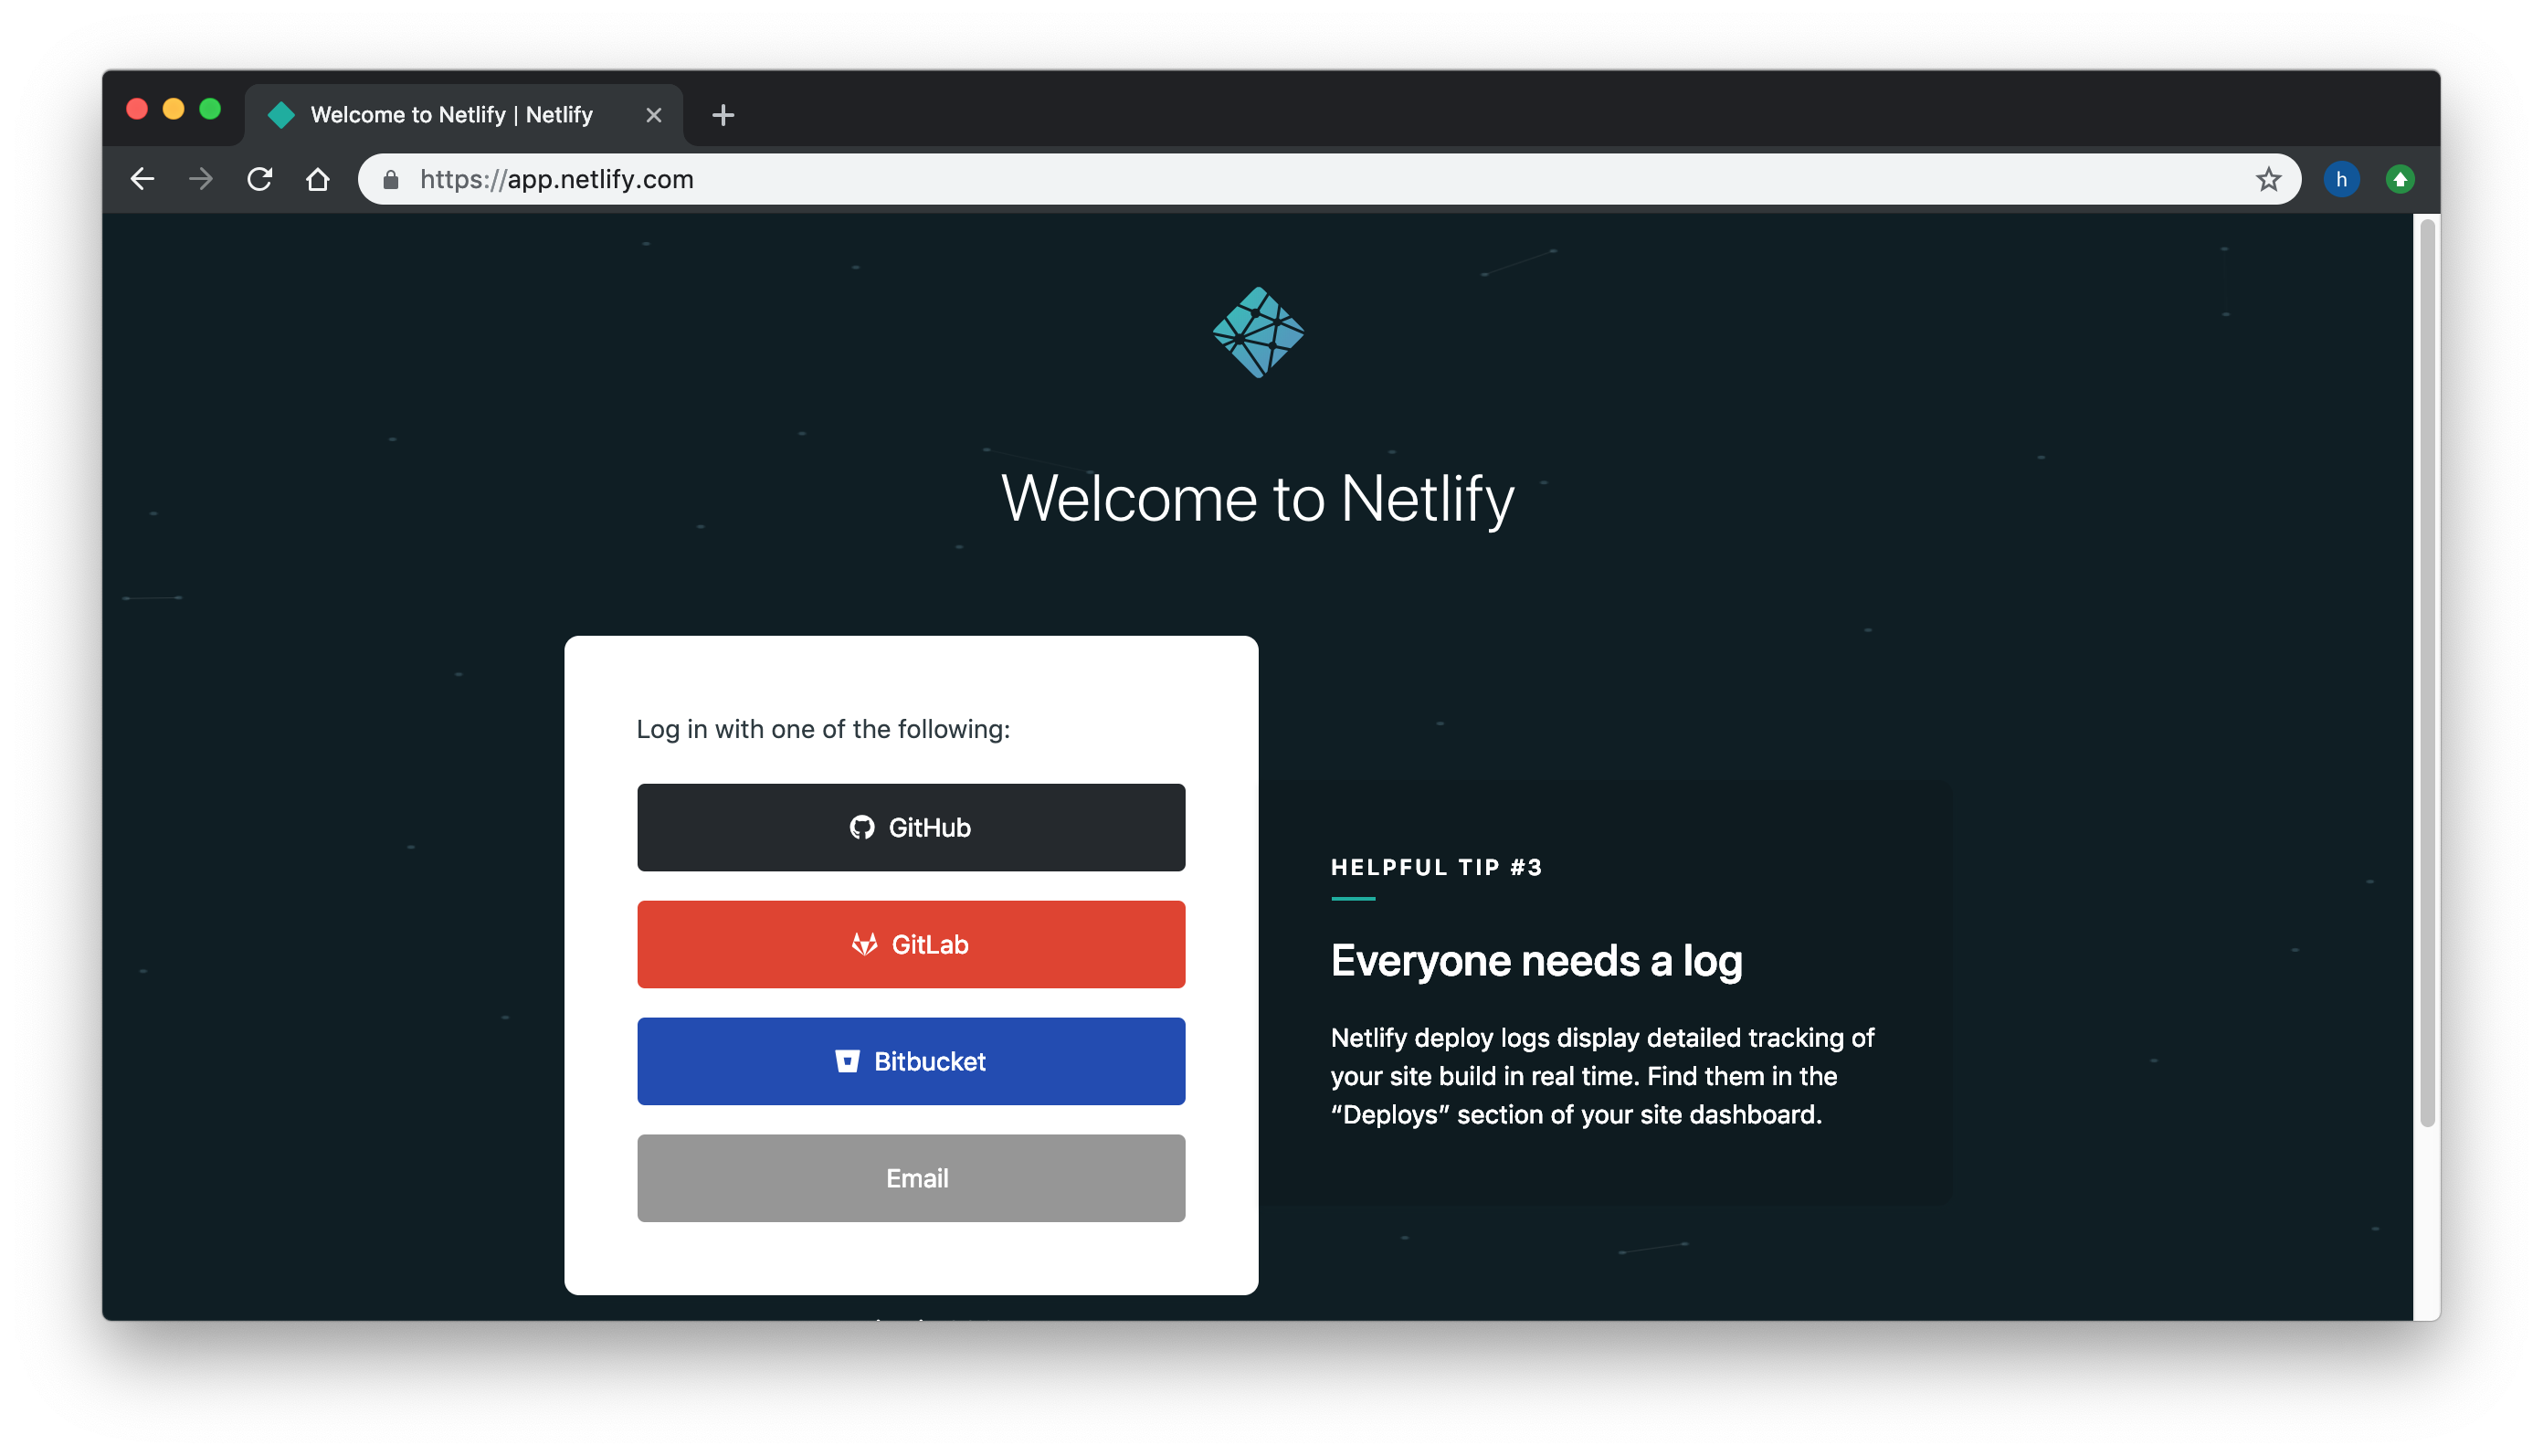 Welcome to Netlify | Netlify
https://app.netlify.com
h
Welcome to Netlify
Log in with one of the following:
GitHub
GitLab
Bitbucket
Email
HELPFUL TIP #3
Everyone needs a log
Netlify deploy logs display detailed tracking of
your site build in real time. Find them in the
“Deploys” section of your site dashboard.